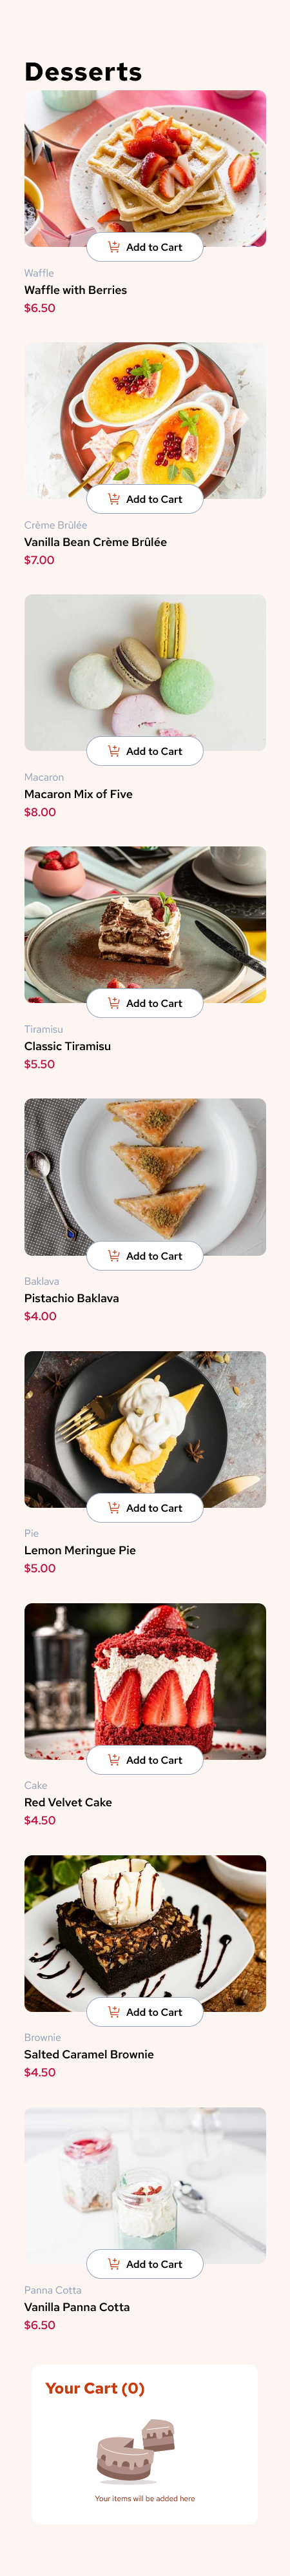 Desserts
Add to Cart
Waffle
Waffle with Berries
$6.50
Add to Cart
Crème Brûlée
Vanilla Bean Crème Brûlée
$7.00
Add to Cart
Macaron
Macaron Mix of Five
$8.00
Add to Cart
Tiramisu
Classic Tiramisu
$5.50
Add to Cart
Baklava
Pistachio Baklava
$4.00
Add to Cart
Pie
Lemon Meringue Pie
$5.00
Add to Cart
Cake
Red Velvet Cake
$4.50
Add to Cart
Brownie
Salted Caramel Brownie
$4.50
Add to Cart
Panna Cotta
Vanilla Panna Cotta
$6.50
Your Cart (0)
Your items will be added here